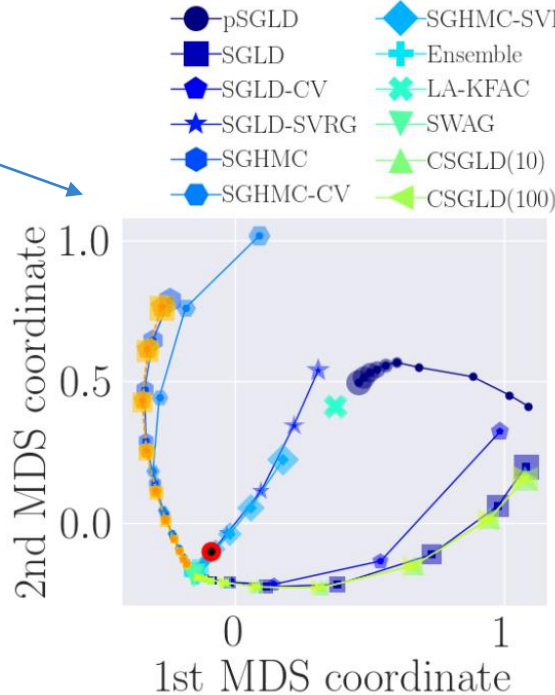 pSGLD SGHMC-SV
SGLD Ensemble
SGLD-CV LA-KFAC
SGLD-SVRG SWAG
SGHMC CSGLD(10)
SGHMC-CV CSGLD(100)
1.0
0.5
0.0
2nd MDS coordinate
0 1
1st MDS coordinate